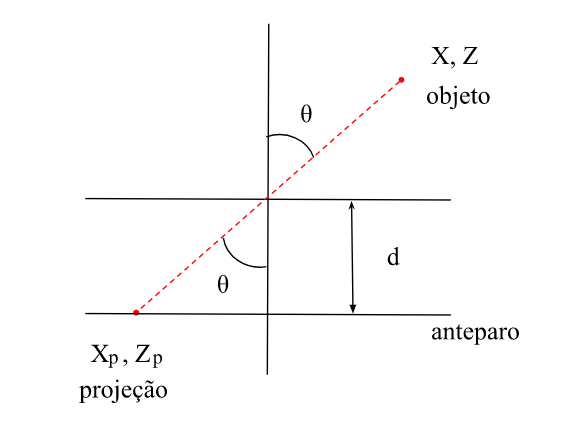 X, Z
objeto
θ
d
θ
anteparo
Xp, Zp
projeção